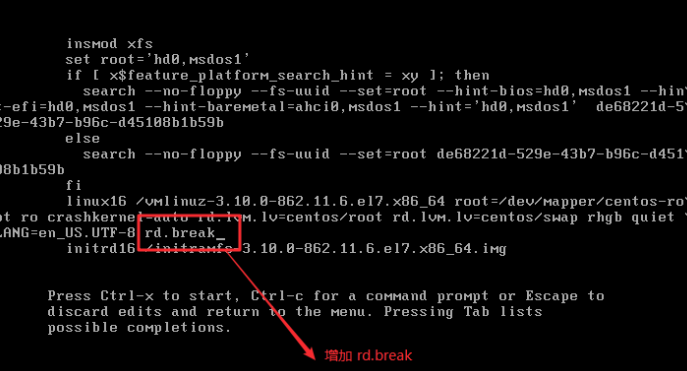 insmod xfs
set root='hd0,msdos1'
if [ x$feature_platform_search_hint = xy ]; then
search --no-floppy --fs-uuid --set=root --hint-bios=hd0,msdos1 --hin\
t-efi=hd0,msdos1 --hint-baremetal=ahci0,msdos1 --hint='hd0,msdos1'  de68221d-5\
29e-43b7-b96c-d45108b1b59b
else
search --no-floppy --fs-uuid --set=root de68221d-529e-43b7-b96c-d451\
08b1b59b
fi
linux16 /vmlinuz-3.10.0-862.11.6.el7.x86_64 root=/dev/mapper/centos-ro\
ot ro crashkernel=auto rd.lvm.lv=centos/root rd.lvm.lv=centos/swap rhgb quiet \
LANG=en_US.UTF-8 rd.break_
initrd16 /initramfs-3.10.0-862.11.6.el7.x86_64.img
Press Ctrl-x to start, Ctrl-c for a command prompt or Escape to
discard edits and return to the menu. Pressing Tab lists
possible completions.
增加 rd.break